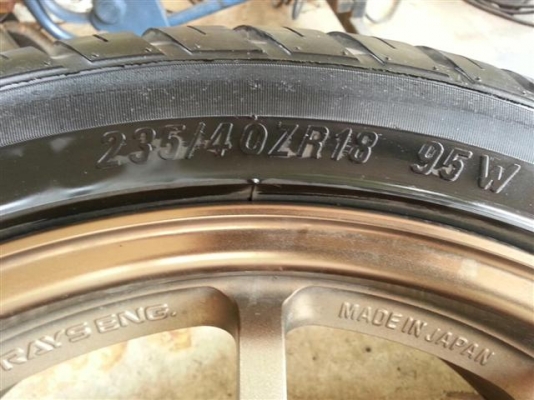 235/40ZR18 95W
RAYS ENG.
MADE IN JAPAN